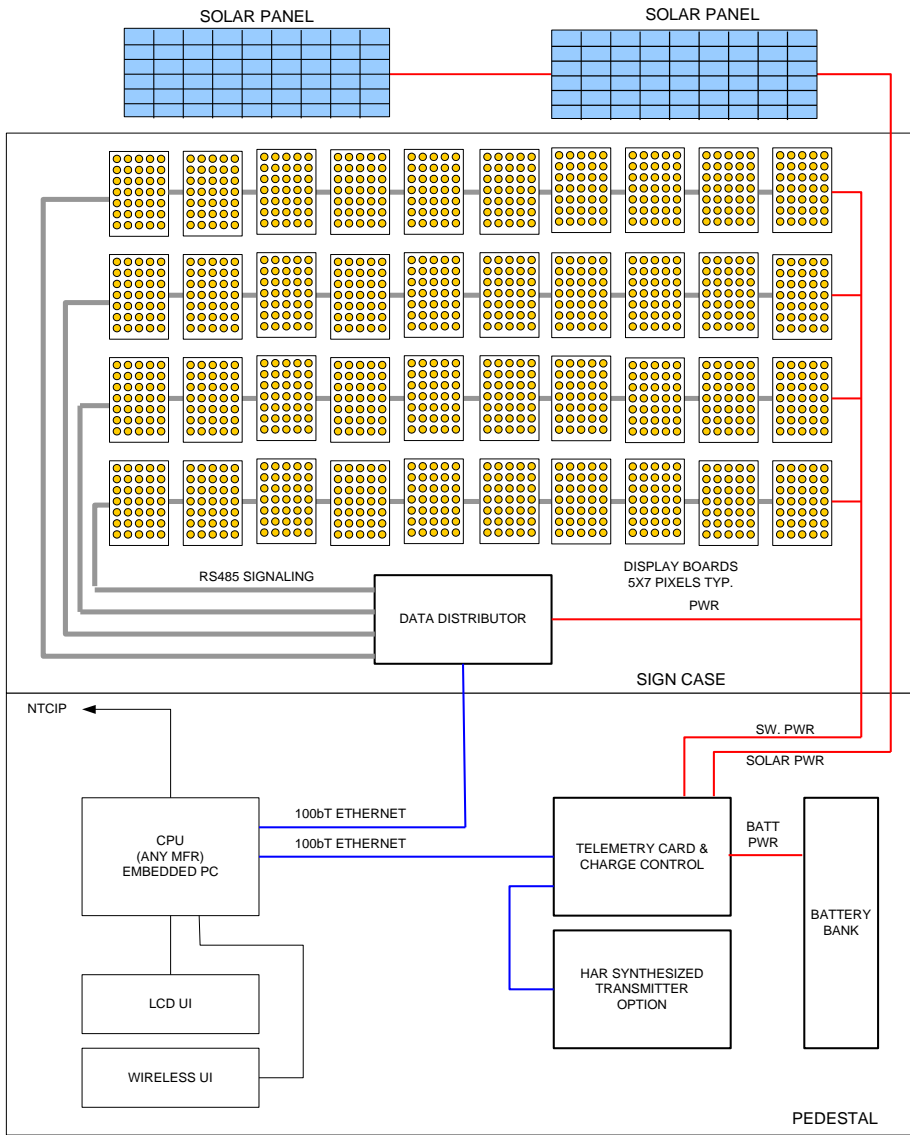 SOLAR PANEL
SOLAR PANEL
RS485 SIGNALING
DISPLAY BOARDS
5X7 PIXELS TYP.
DATA DISTRIBUTOR
PWR
SIGN CASE
NTCIP
SW. PWR
SOLAR PWR
100bT ETHERNET
100bT ETHERNET
CPU
(ANY MFR)
EMBEDDED PC
TELEMETRY CARD &
CHARGE CONTROL
BATT
PWR
BATTERY
BANK
HAR SYNTHESIZED
TRANSMITTER
OPTION
LCD UI
WIRELESS UI
PEDESTAL